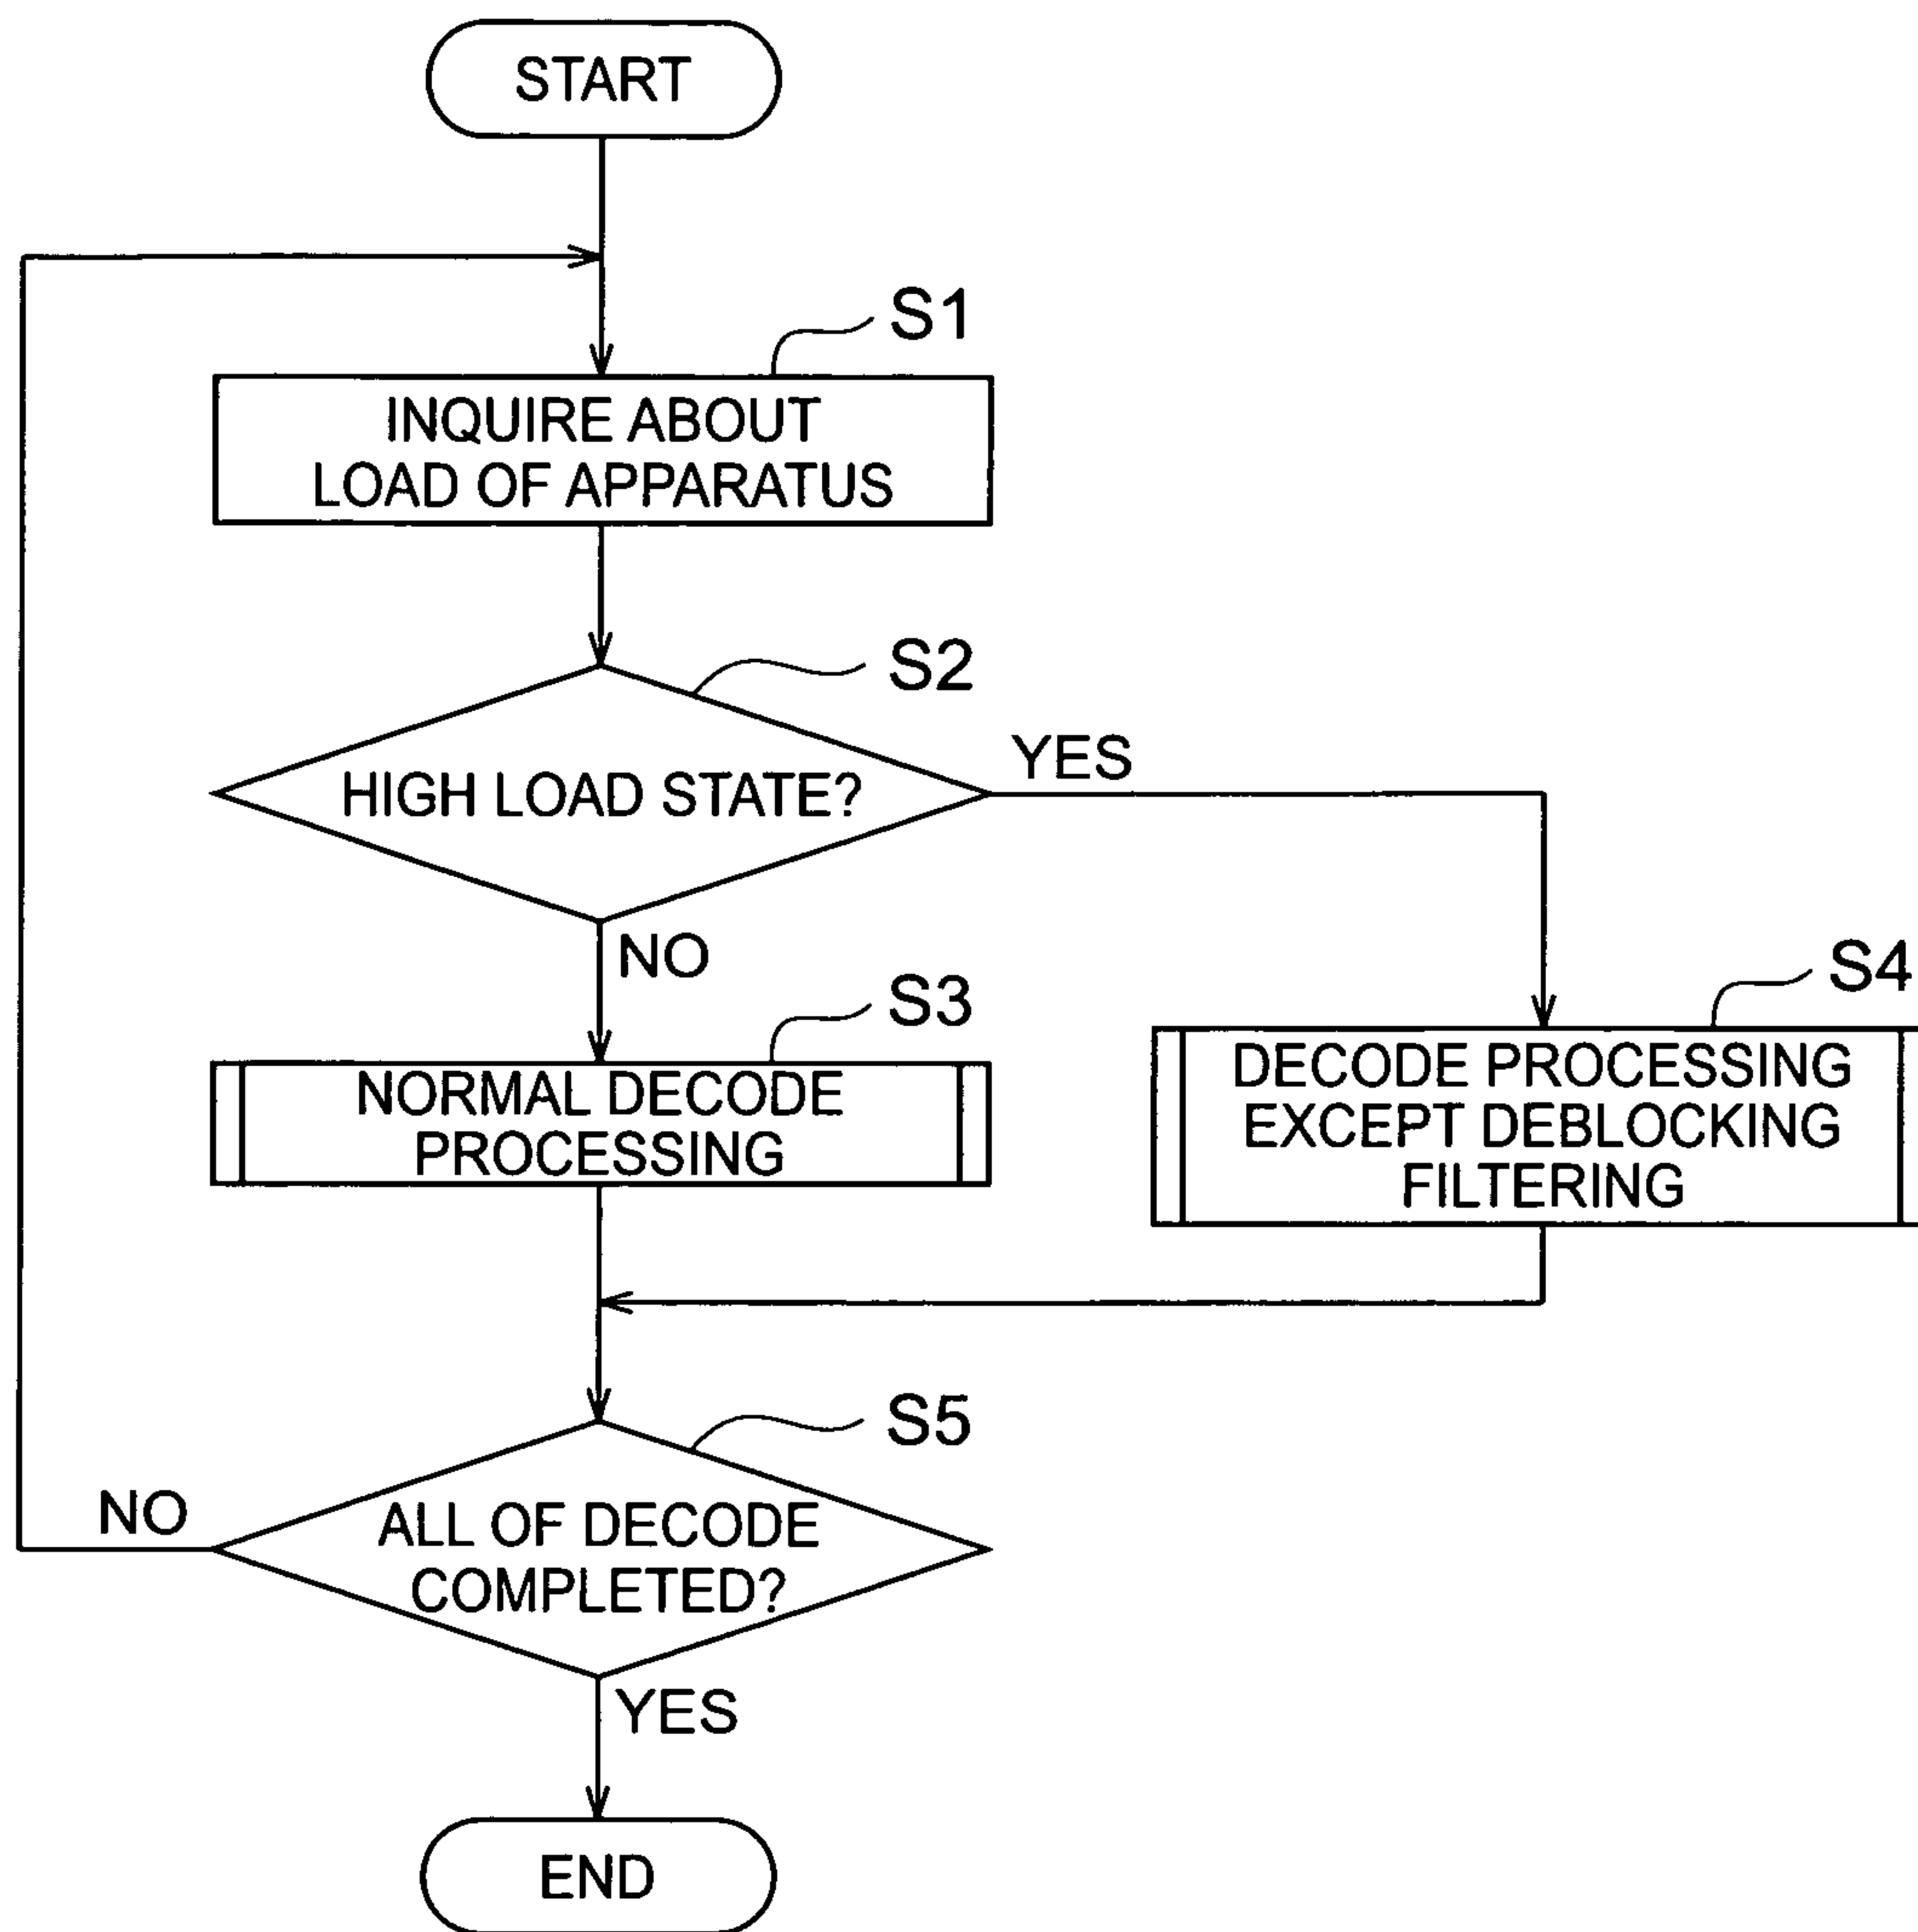 START
S1
INQUIRE ABOUT
LOAD OF APPARATUS
S2
HIGH LOAD STATE?
YES
NO
S3
NORMAL DECODE
PROCESSING
S4
DECODE PROCESSING
EXCEPT DEBLOCKING
FILTERING
S5
ALL OF DECODE
COMPLETED?
NO
YES
END